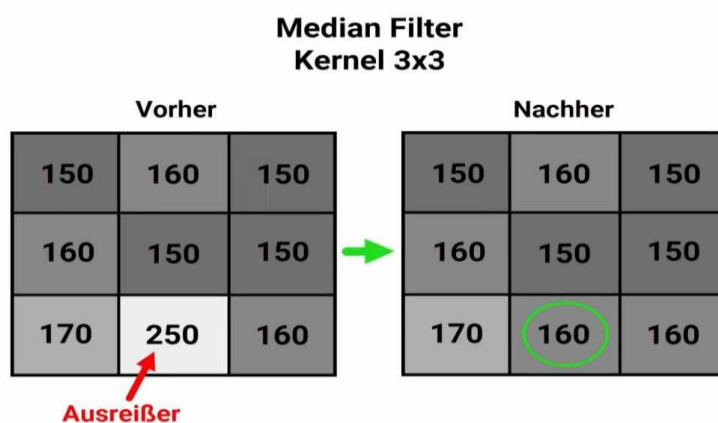 Median Filter
Kernel 3x3
Vorher
150 160 150
160 150 150
170 250 160
Ausreißer
Nachher
150 160 150
160 150 150
170 160 160